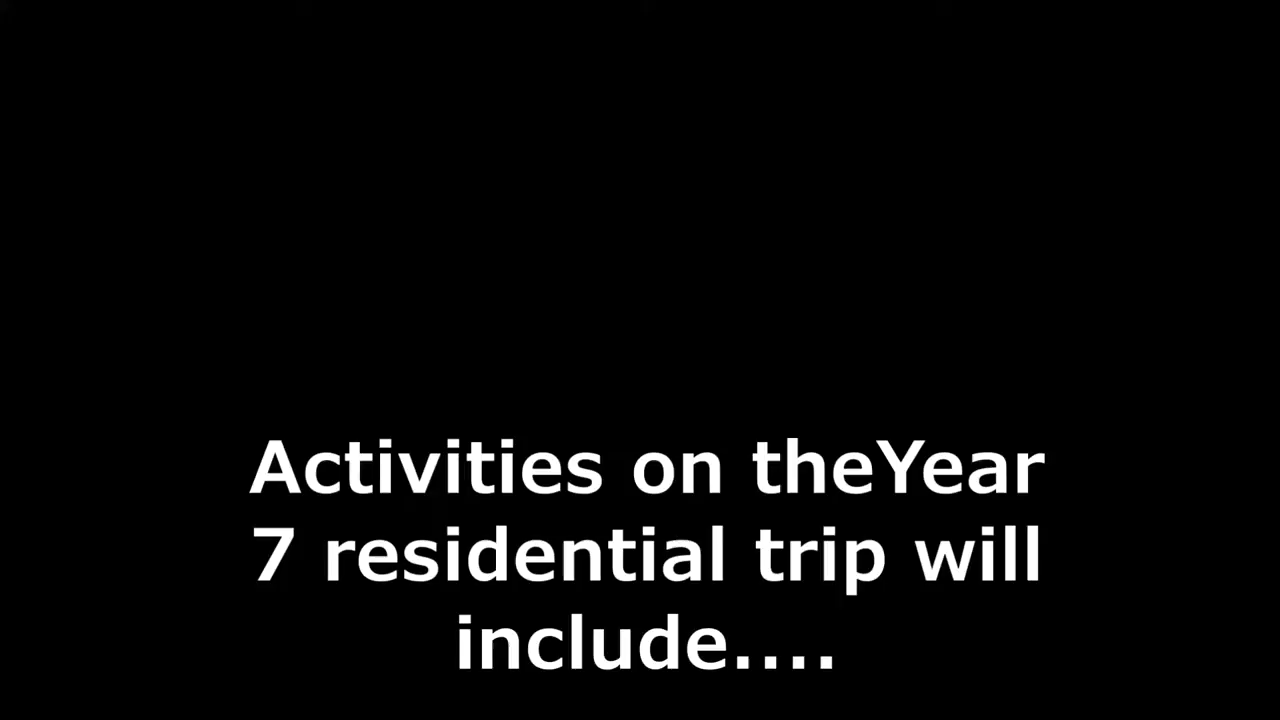 Activities on theYear
7 residential trip will
include....